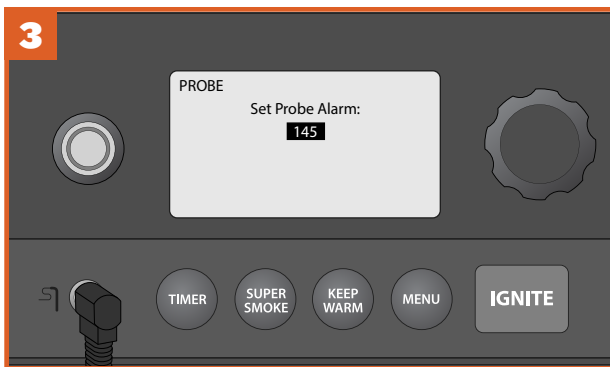 3
PROBE
Set Probe Alarm:
145
TIMER
SUPER
SMOKE
KEEP
WARM
MENU
IGNITE